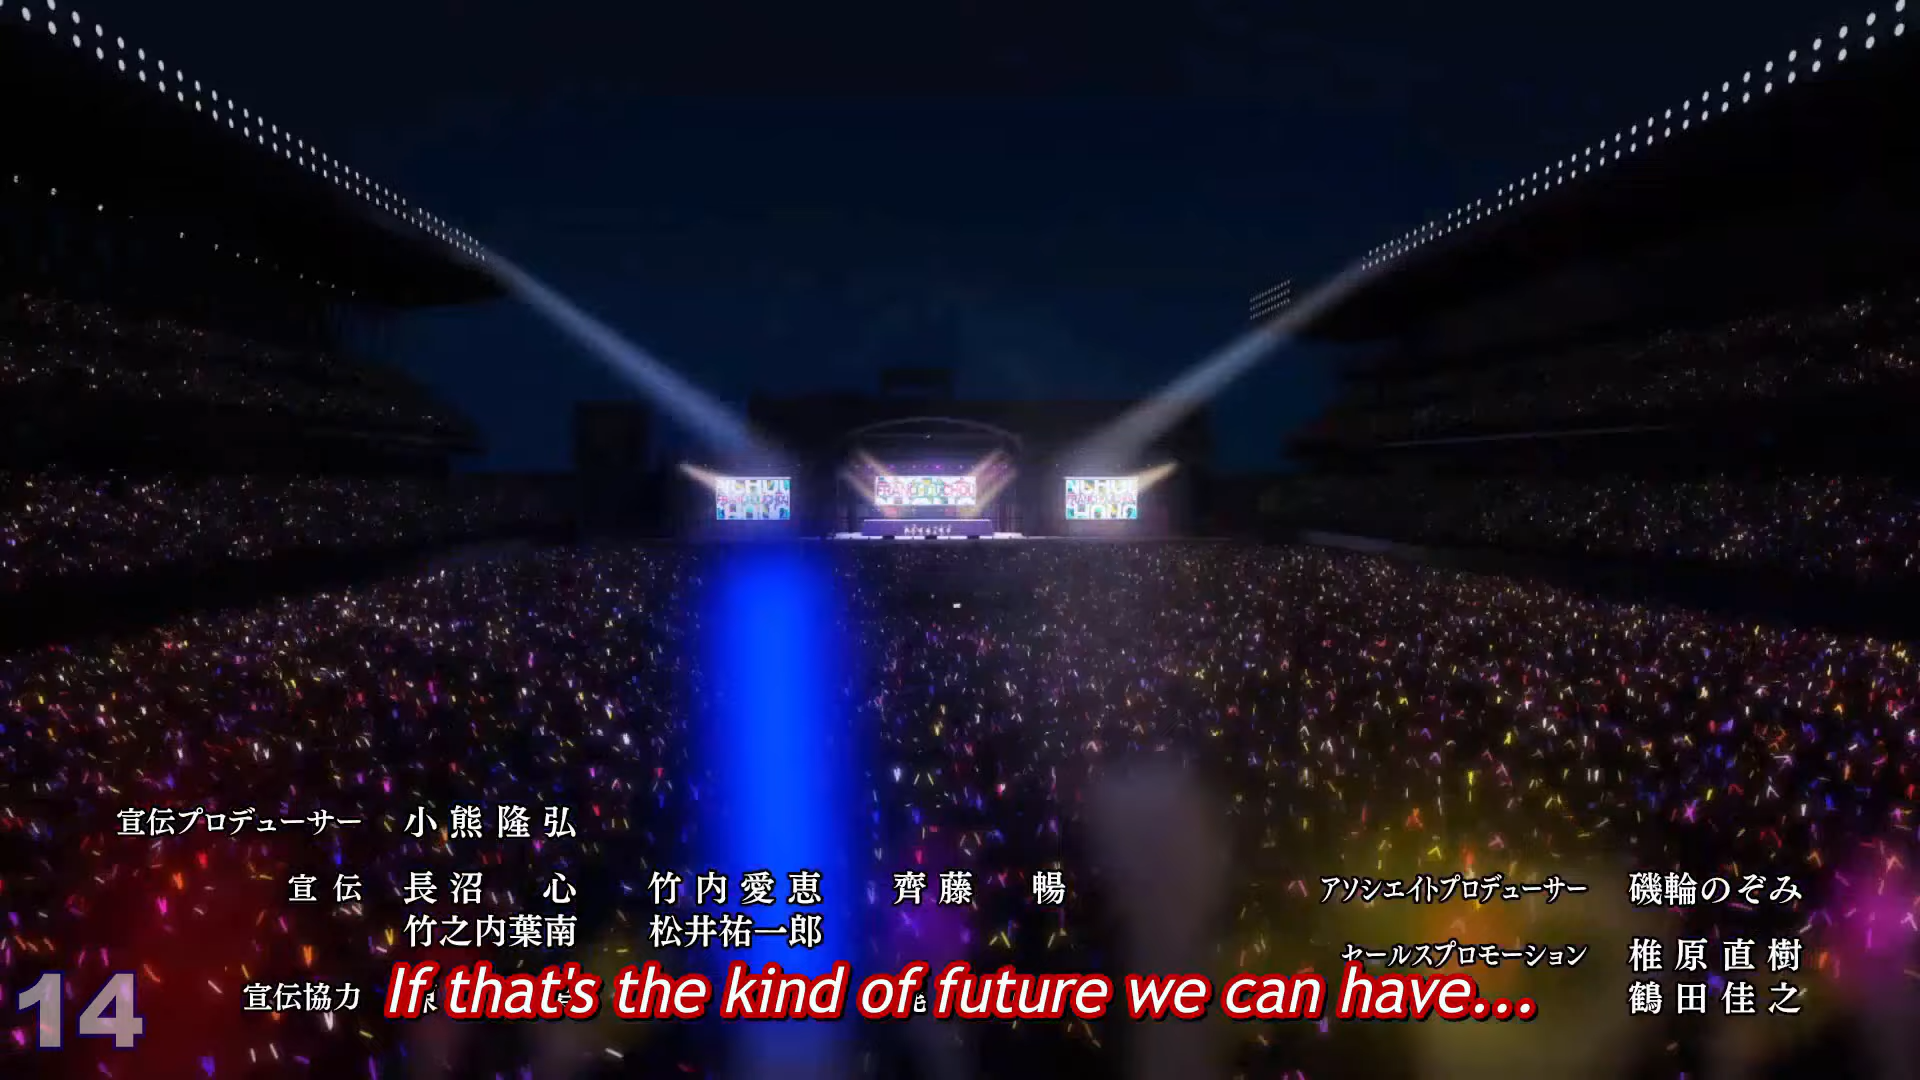 FRANCHOUCHOU
宣伝プロデューサー 小熊隆弘
宣伝 長沼 心 竹内愛恵 齊藤 暢
竹之内葉南 松井祐一郎
アソシエイトプロデューサー 磯輪のぞみ
セールスプロモーション 椎原直樹
鶴田佳之
宣伝協力
If that's the kind of future we can have...
14